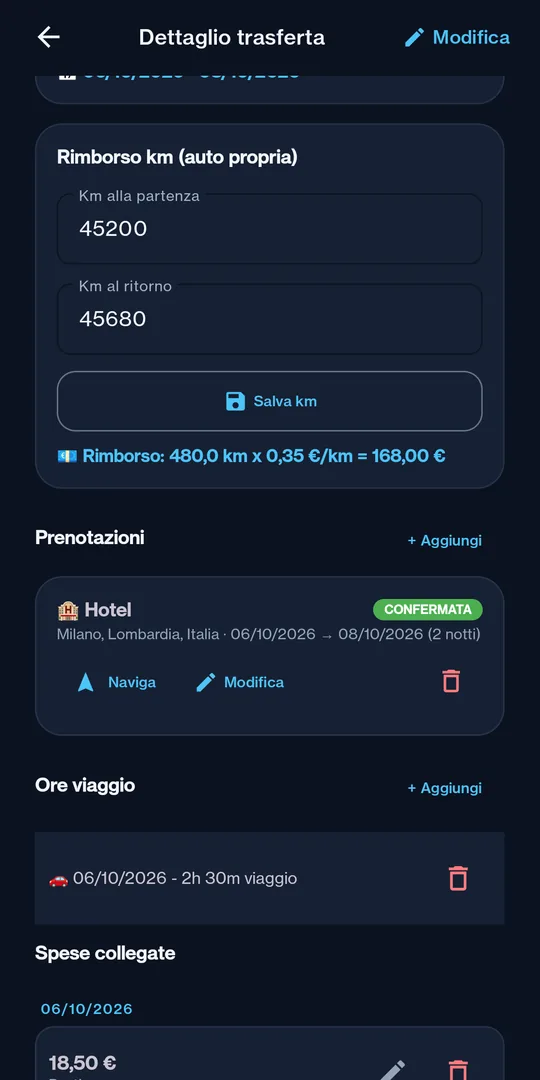 Dettaglio trasferta
Modifica
Rimborso km (auto propria)
Km alla partenza
45200
Km al ritorno
45680
Salva km
💶 Rimborso: 480,0 km x 0,35 €/km = 168,00 €
Prenotazioni
+ Aggiungi
🏨 Hotel
CONFERMATA
Milano, Lombardia, Italia · 06/10/2026 → 08/10/2026 (2 notti)
Naviga
Modifica
Ore viaggio
+ Aggiungi
🚗 06/10/2026 - 2h 30m viaggio
Spese collegate
06/10/2026
18,50 €